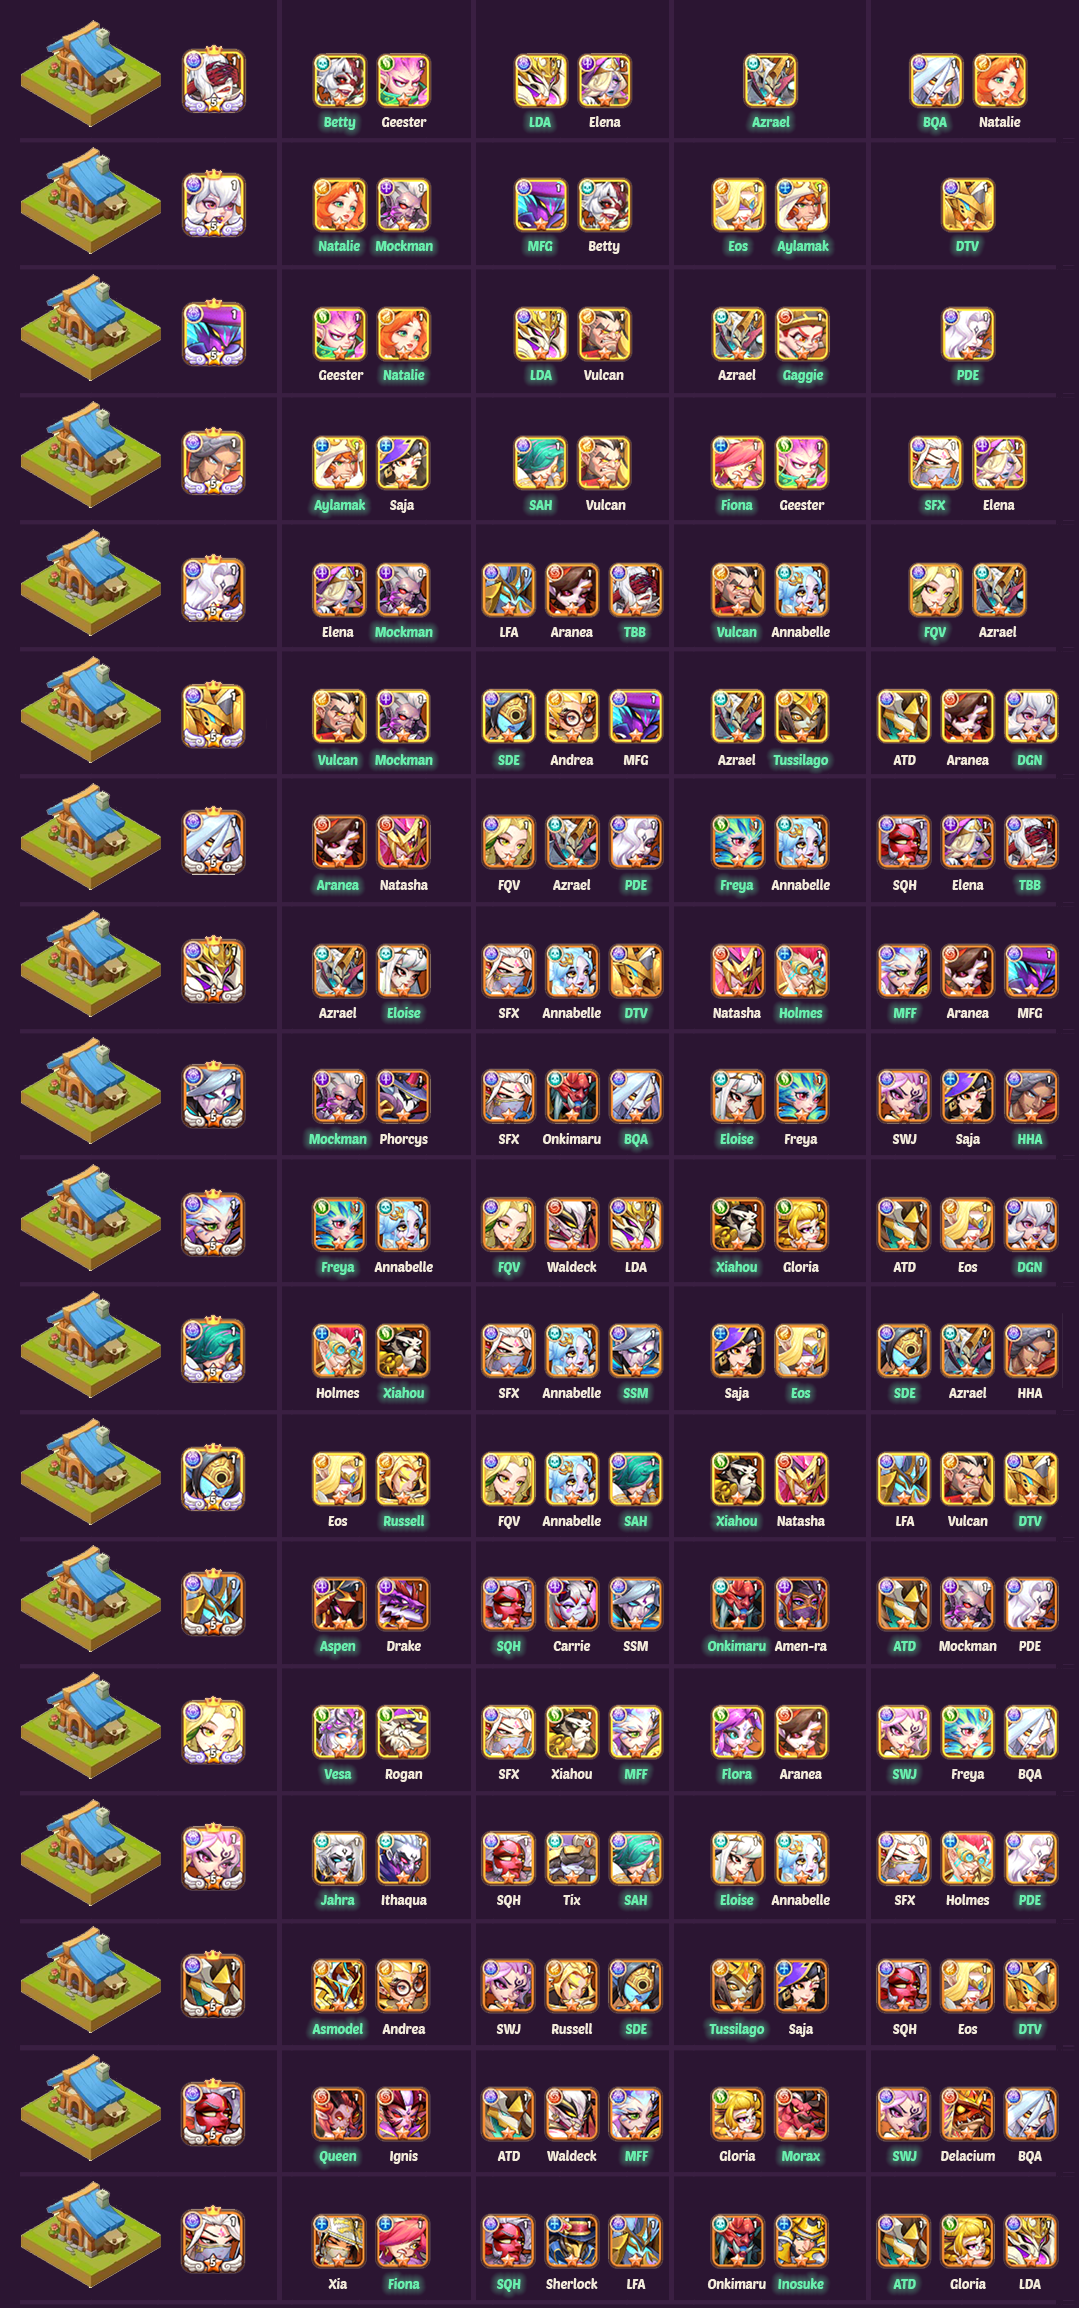 Betty Geester LDA Elena Azrael BQA Natalie
Natalie Mockman MFG Betty Eos Aylamak DTV
Geester Natalie LDA Vulcan Azrael Gaggie PDE
Aylamak Saja SAH Vulcan Fiona Geester SFX Elena
Elena Mockman LFA Aranea TBB Vulcan Annabelle FQV Azrael
Vulcan Mockman SDE Andrea MFG Azrael Tussilago ATD Aranea DGN
Aranea Natasha FQV Azrael PDE Freya Annabelle SQH Elena TBB
Azrael Eloise SFX Annabelle DTV Natasha Holmes MFF Aranea MFG
Mockman Phorcys SFX Onkimaru BQA Eloise Freya SWJ Saja HHA
Freya Annabelle FQV Waldeck LDA Xiahou Gloria ATD Eos DGN
Holmes Xiahou SFX Annabelle SSM Saja Eos SDE Azrael HHA
Eos Russell FQV Annabelle SAH Xiahou Natasha LFA Vulcan DTV
Aspen Drake SQH Carrie SSM Onkimaru Amen-ra ATD Mockman PDE
Vesa Rogan SFX Xiahou MFF Flora Aranea SWJ Freya BQA
Jahra Ithaqua SQH Tix SAH Eloise Annabelle SFX Holmes PDE
Asmodel Andrea SWJ Russell SDE Tussilago Saja SQH Eos DTV
Queen Ignis ATD Waldeck MFF Gloria Morax SWJ Delacium BQA
Xia Fiona SQH Sherlock LFA Onkimaru Inosuke ATD Gloria LDA